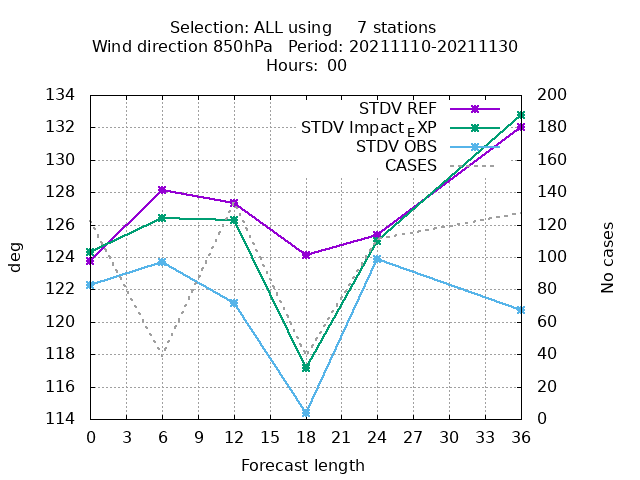 Selection: ALL using     7 stations
Wind direction 850hPa   Period: 20211110-20211130
Hours:  00
STDV REF
STDV Impact_EXP
STDV OBS
CASES
134
132
130
128
126
124
122
120
118
116
114
deg
200
180
160
140
120
100
80
60
40
20
0
No cases
0 3 6 9 12 15 18 21 24 27 30 33 36
Forecast length